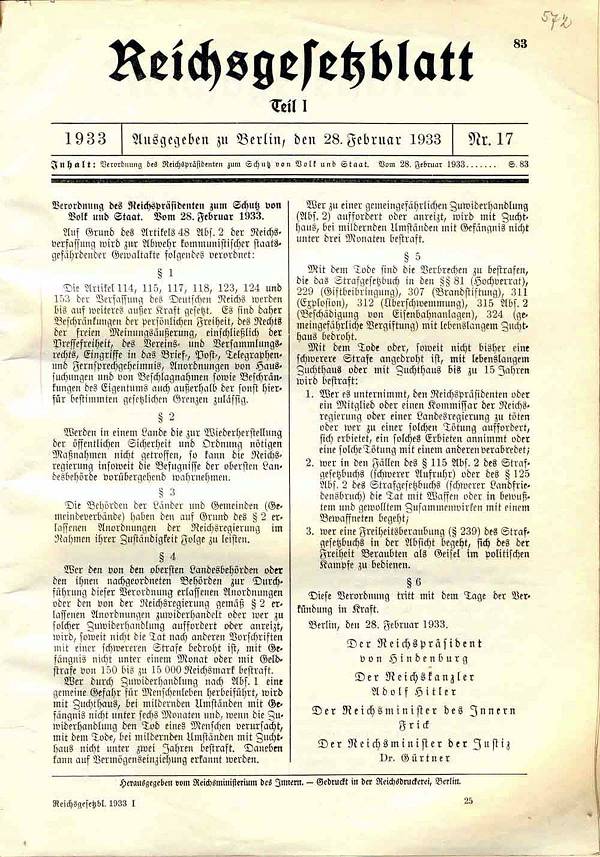 572
83
Reichsgesetzblatt
Teil I
1933
Ausgegeben zu Berlin, den 28. Februar 1933
Nr. 17
Inhalt: Verordnung des Reichspräsidenten zum Schutz von Volk und Staat. Vom 28. Februar 1933....... S. 83
Verordnung des Reichspräsidenten zum Schutz von
Volk und Staat. Vom 28. Februar 1933.
Auf Grund des Artikels 48 Abs. 2 der Reichs-
verfassung wird zur Abwehr kommunistischer staats-
gefährdender Gewaltakte folgendes verordnet:
§ 1
Die Artikel 114, 115, 117, 118, 123, 124 und
153 der Verfassung des Deutschen Reichs werden
bis auf weiteres außer Kraft gesetzt. Es sind daher
Beschränkungen der persönlichen Freiheit, des Rechts
der freien Meinungsäußerung, einschließlich der
Pressefreiheit, des Vereins- und Versammlungs-
rechts, Eingriffe in das Brief-, Post-, Telegraphen-
und Fernsprechgeheimnis, Anordnungen von Haus-
suchungen und von Beschlagnahmen sowie Beschrän-
kungen des Eigentums auch außerhalb der sonst hier-
für bestimmten gesetzlichen Grenzen zulässig.
§ 2
Werden in einem Lande die zur Wiederherstellung
der öffentlichen Sicherheit und Ordnung nötigen
Maßnahmen nicht getroffen, so kann die Reichs-
regierung insoweit die Befugnisse der obersten Lan-
desbehörde vorübergehend wahrnehmen.
§ 3
Die Behörden der Länder und Gemeinden (Ge-
meindeverbände) haben den auf Grund des § 2 er-
lassenen Anordnungen der Reichsregierung im
Rahmen ihrer Zuständigkeit Folge zu leisten.
§ 4
Wer den von den obersten Landesbehörden oder
den ihnen nachgeordneten Behörden zur Durch-
führung dieser Verordnung erlassenen Anordnungen
oder den von der Reichsregierung gemäß § 2 er-
lassenen Anordnungen zuwiderhandelt oder wer zu
solcher Zuwiderhandlung auffordert oder anreizt,
wird, soweit nicht die Tat nach anderen Vorschriften
mit einer schwereren Strafe bedroht ist, mit Ge-
fängnis nicht unter einem Monat oder mit Geld-
strafe von 150 bis zu 15 000 Reichsmark bestraft.
Wer durch Zuwiderhandlung nach Abs. 1 eine
gemeine Gefahr für Menschenleben herbeiführt, wird
mit Zuchthaus, bei mildernden Umständen mit Ge-
fängnis nicht unter sechs Monaten und, wenn die Zu-
widerhandlung den Tod eines Menschen verursacht,
mit dem Tode, bei mildernden Umständen mit Zucht-
haus nicht unter zwei Jahren bestraft. Daneben
kann auf Vermögenseinziehung erkannt werden.
Wer zu einer gemeingefährlichen Zuwiderhandlung
(Abs. 2) auffordert oder anreizt, wird mit Zucht-
haus, bei mildernden Umständen mit Gefängnis nicht
unter drei Monaten bestraft.
§ 5
Mit dem Tode sind die Verbrechen zu bestrafen,
die das Strafgesetzbuch in den §§ 81 (Hochverrat),
229 (Giftbeibringung), 307 (Brandstiftung), 311
(Explosion), 312 (Überschwemmung), 315 Abs. 2
(Beschädigung von Eisenbahnanlagen), 324 (ge-
meingefährliche Vergiftung) mit lebenslangem Zucht-
haus bedroht.
Mit dem Tode oder, soweit nicht bisher eine
schwerere Strafe angedroht ist, mit lebenslangem
Zuchthaus oder mit Zuchthaus bis zu 15 Jahren
wird bestraft:
1. Wer es unternimmt, den Reichspräsidenten oder
ein Mitglied oder einen Kommissar der Reichs-
regierung oder einer Landesregierung zu töten
oder wer zu einer solchen Tötung auffordert,
sich erbietet, ein solches Erbieten annimmt oder
eine solche Tötung mit einem anderen verabredet;
2. wer in den Fällen des § 115 Abs. 2 des Straf-
gesetzbuchs (schwerer Aufruhr) oder des § 125
Abs. 2 des Strafgesetzbuchs (schwerer Landfrie-
densbruch) die Tat mit Waffen oder in bewuß-
tem und gewolltem Zusammenwirken mit einem
Bewaffneten begeht;
3. wer eine Freiheitsberaubung (§ 239) des Straf-
gesetzbuchs in der Absicht begeht, sich des der
Freiheit Beraubten als Geisel im politischen
Kampfe zu bedienen.
§ 6
Diese Verordnung tritt mit dem Tage der Ver-
kündung in Kraft.
Berlin, den 28. Februar 1933.
Der Reichspräsident
von Hindenburg
Der Reichskanzler
Adolf Hitler
Der Reichsminister des Innern
Frick
Der Reichsminister der Justiz
Dr. Gürtner
Herausgegeben vom Reichsministerium des Innern. — Gedruckt in der Reichsdruckerei, Berlin.
Reichsgesetzbl. 1933 I
25